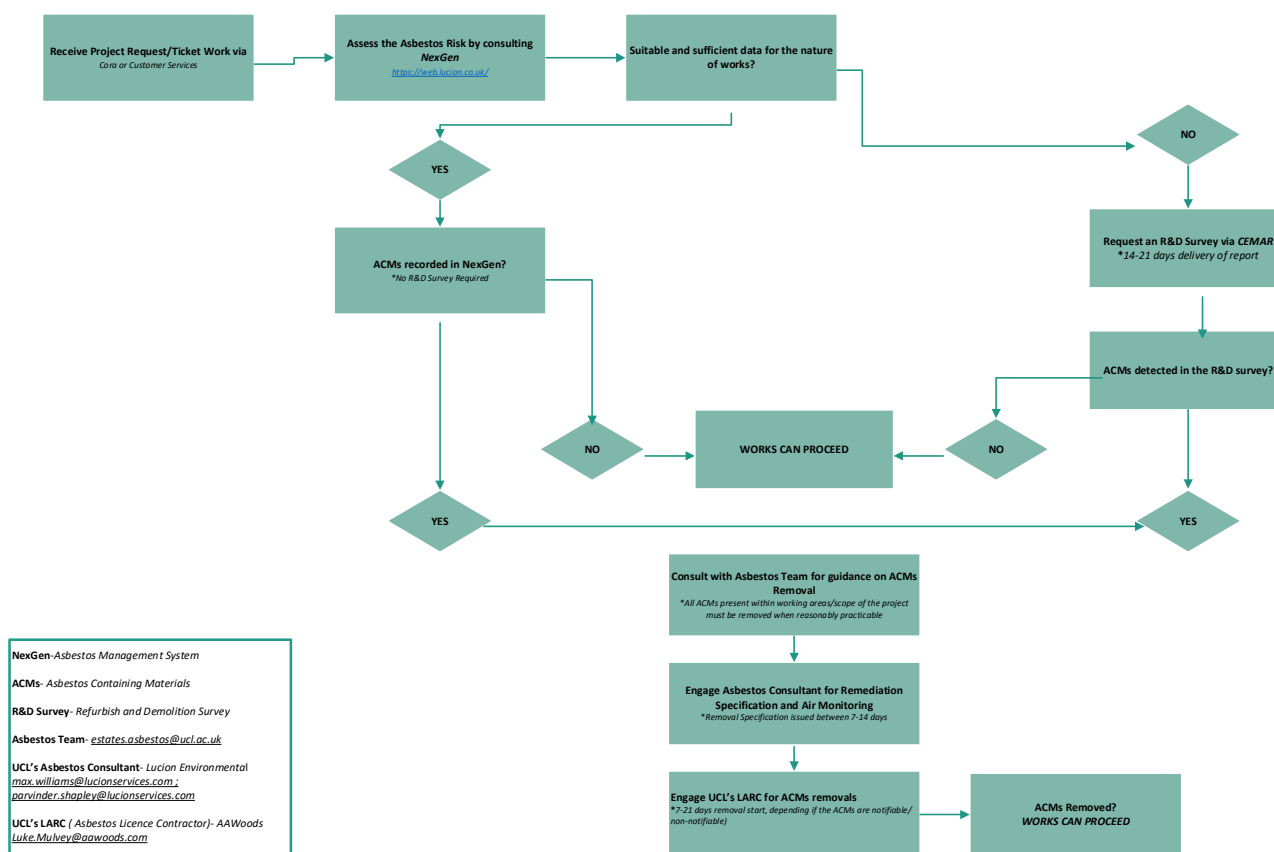 Receive Project Request/Ticket Work via
Cora or Customer Services
Assess the Asbestos Risk by consulting
NexGen
https://web.lucion.co.uk/
Suitable and sufficient data for the nature
of works?
NO
YES
Request an R&D Survey via CEMAR
*14-21 days delivery of report
ACMs recorded in NexGen?
*No R&D Survey Required
ACMs detected in the R&D survey?
NO
WORKS CAN PROCEED
NO
YES
YES
Consult with Asbestos Team for guidance on ACMs
Removal
*All ACMs present within working areas/scope of the project
must be removed when reasonably practicable
Engage Asbestos Consultant for Remediation
Specification and Air Monitoring
*Removal Specification issued between 7-14 days
Engage UCL's LARC for ACMs removals
*7-21 days removal start, depending if the ACMs are notifiable/
non-notifiable)
ACMs Removed?
WORKS CAN PROCEED
NexGen-Asbestos Management System
ACMs- Asbestos Containing Materials
R&D Survey- Refurbish and Demolition Survey
Asbestos Team- estates.asbestos@ucl.ac.uk
UCL's Asbestos Consultant- Lucion Environmental
max.williams@lucionservices.com ;
parvinder.shapley@lucionservices.com
UCL's LARC ( Asbestos Licence Contractor)- AAWoods
Luke.Mulvey@aawoods.com